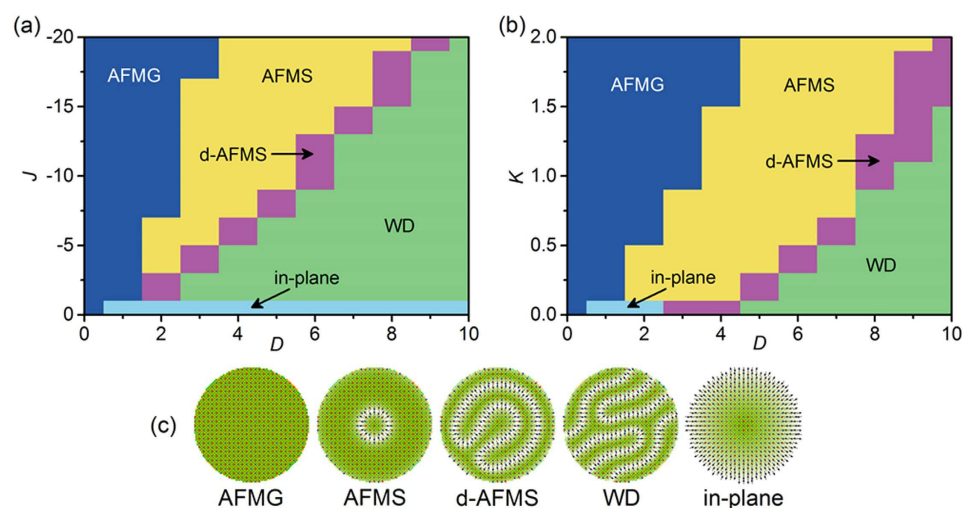 (a)
-20
-15
-10
-5
0
J
AFMG
AFMS
d-AFMS
WD
in-plane
0 2 4 6 8 10
D
(b)
2.0
1.5
1.0
0.5
0.0
K
AFMG
AFMS
d-AFMS
WD
in-plane
0 2 4 6 8 10
D
(c)
AFMG AFMS d-AFMS WD in-plane